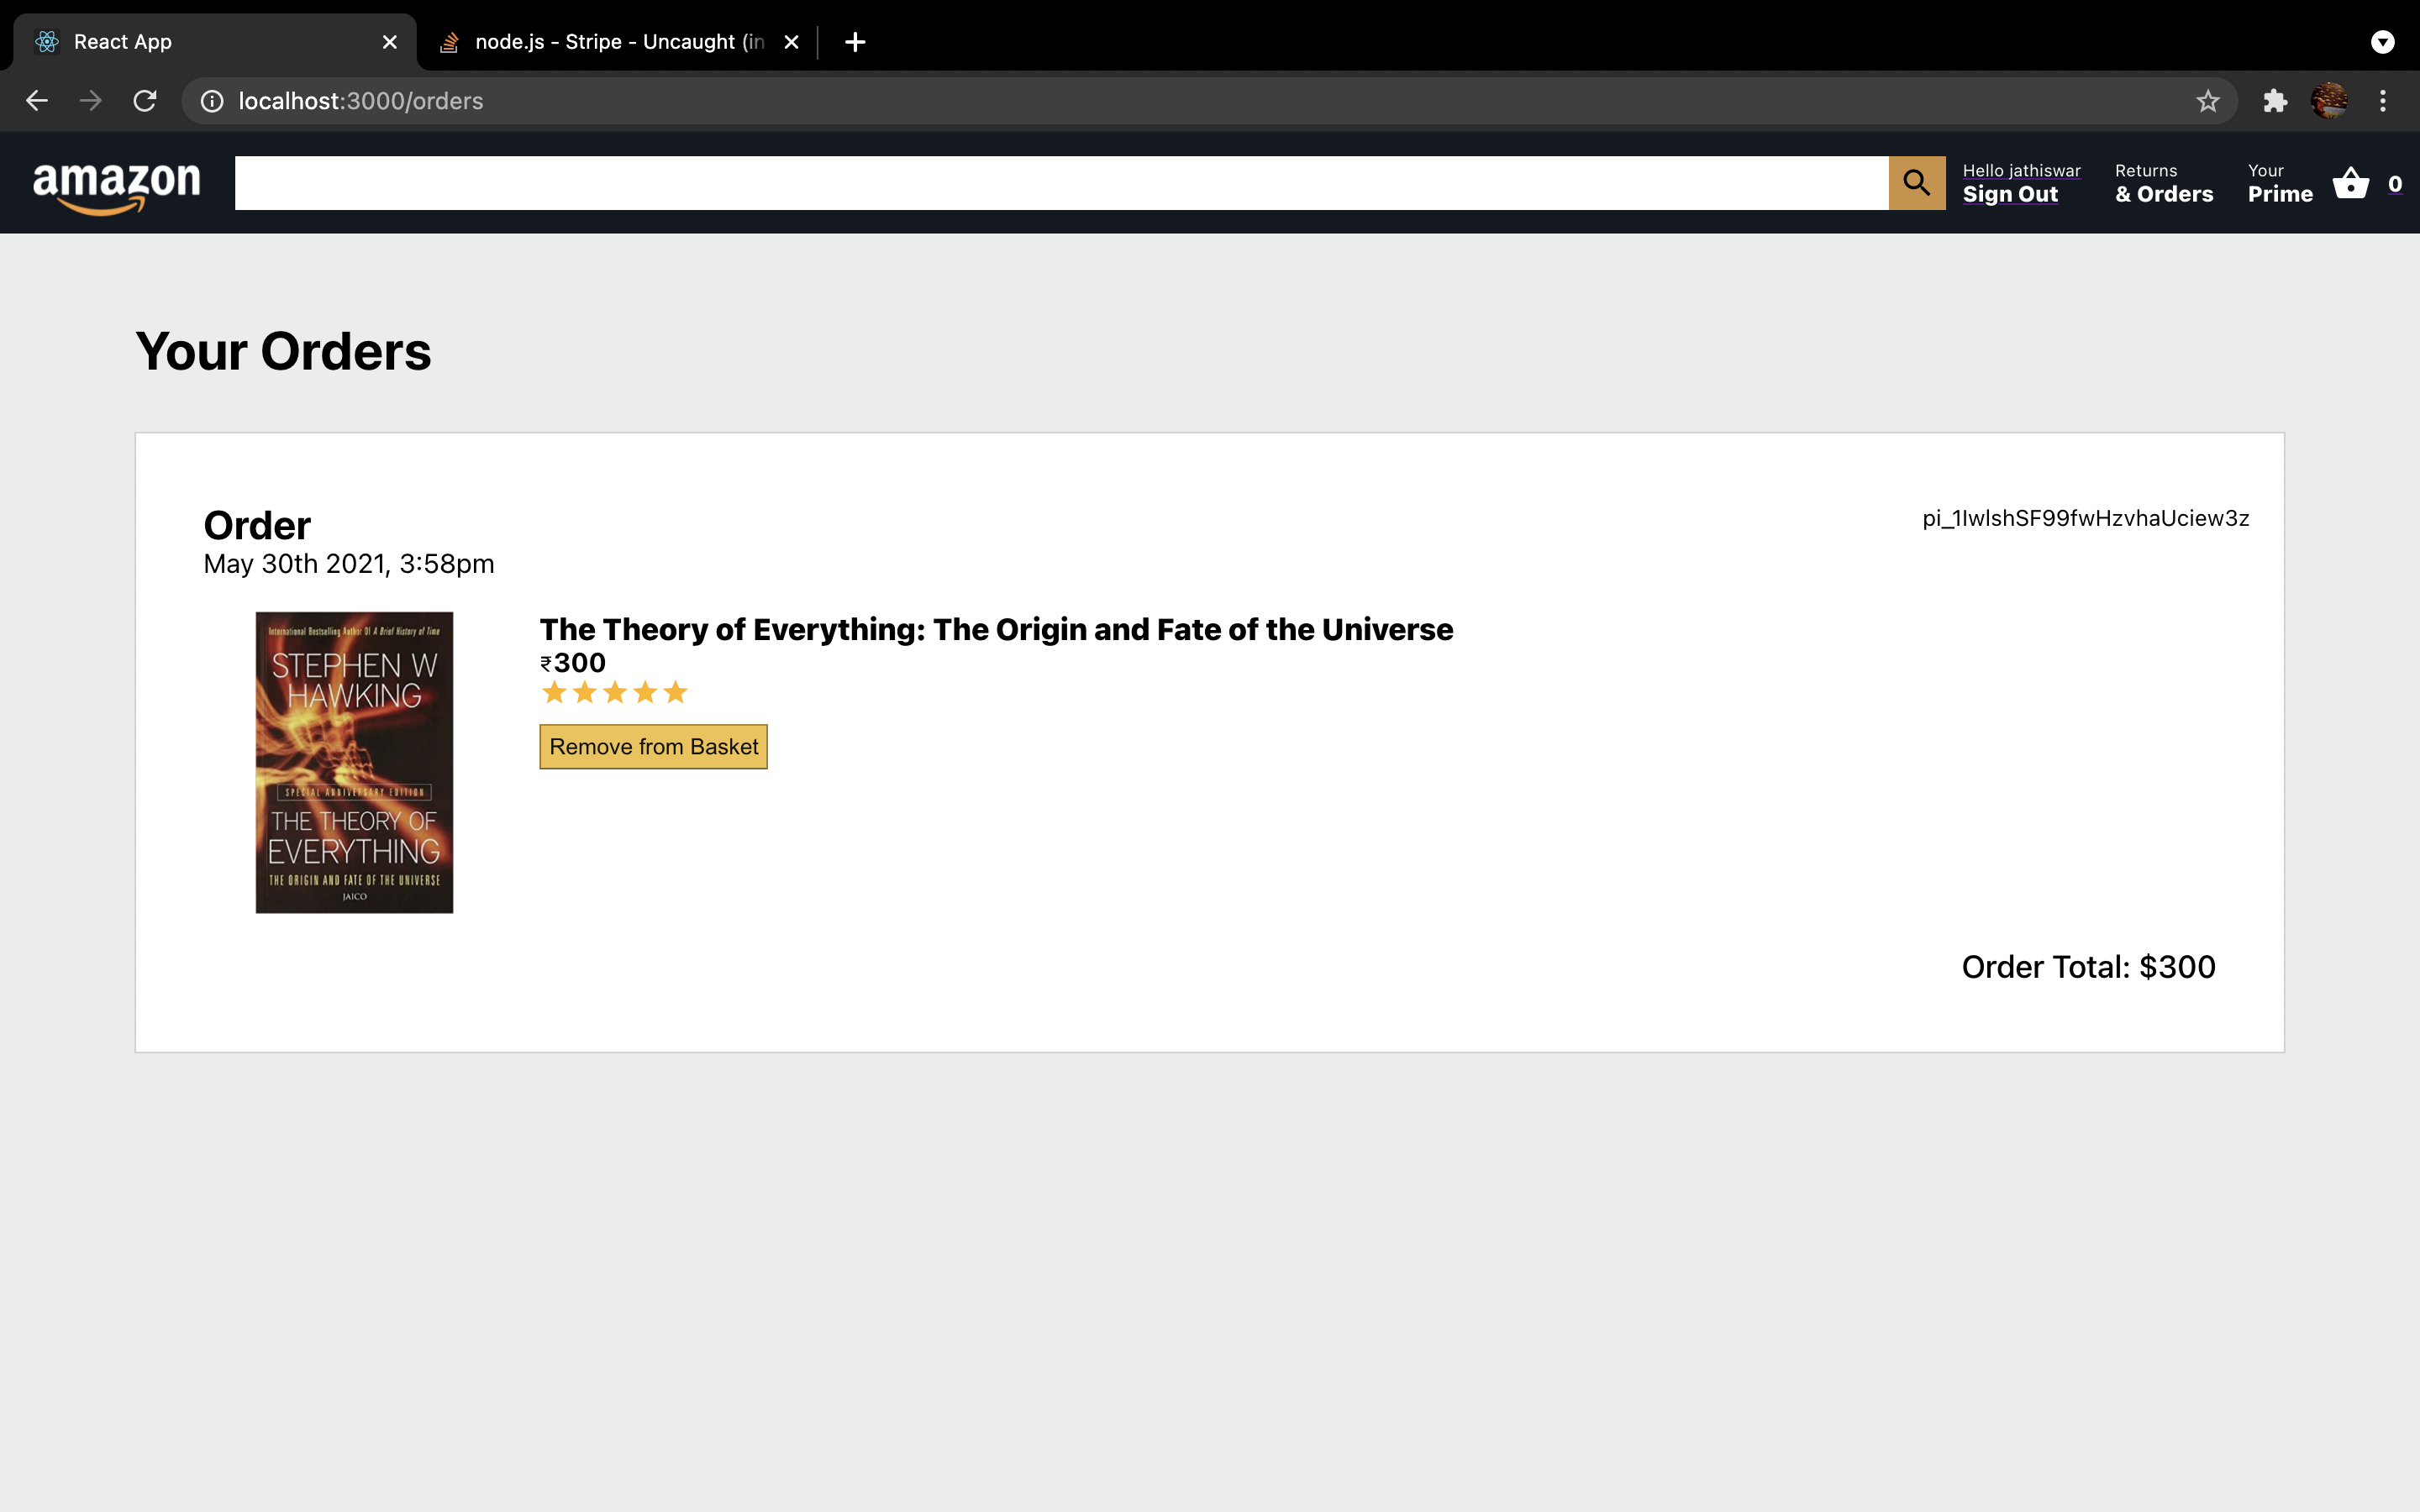 React App
node.js - Stripe - Uncaught (in
localhost:3000/orders
amazon
Hello jathiswar
Sign Out
Returns
& Orders
Your
Prime
0
Your Orders
Order
May 30th 2021, 3:58pm
pi_1IwlshSF99fwHzvhaUciew3z
International Bestselling Author Of A Brief History of Time
STEPHEN W
HAWKING
SPECIAL ANNIVERSARY EDITION
THE THEORY OF
EVERYTHING
THE ORIGIN AND FATE OF THE UNIVERSE
JAICO
The Theory of Everything: The Origin and Fate of the Universe
₹300
Remove from Basket
Order Total: $300